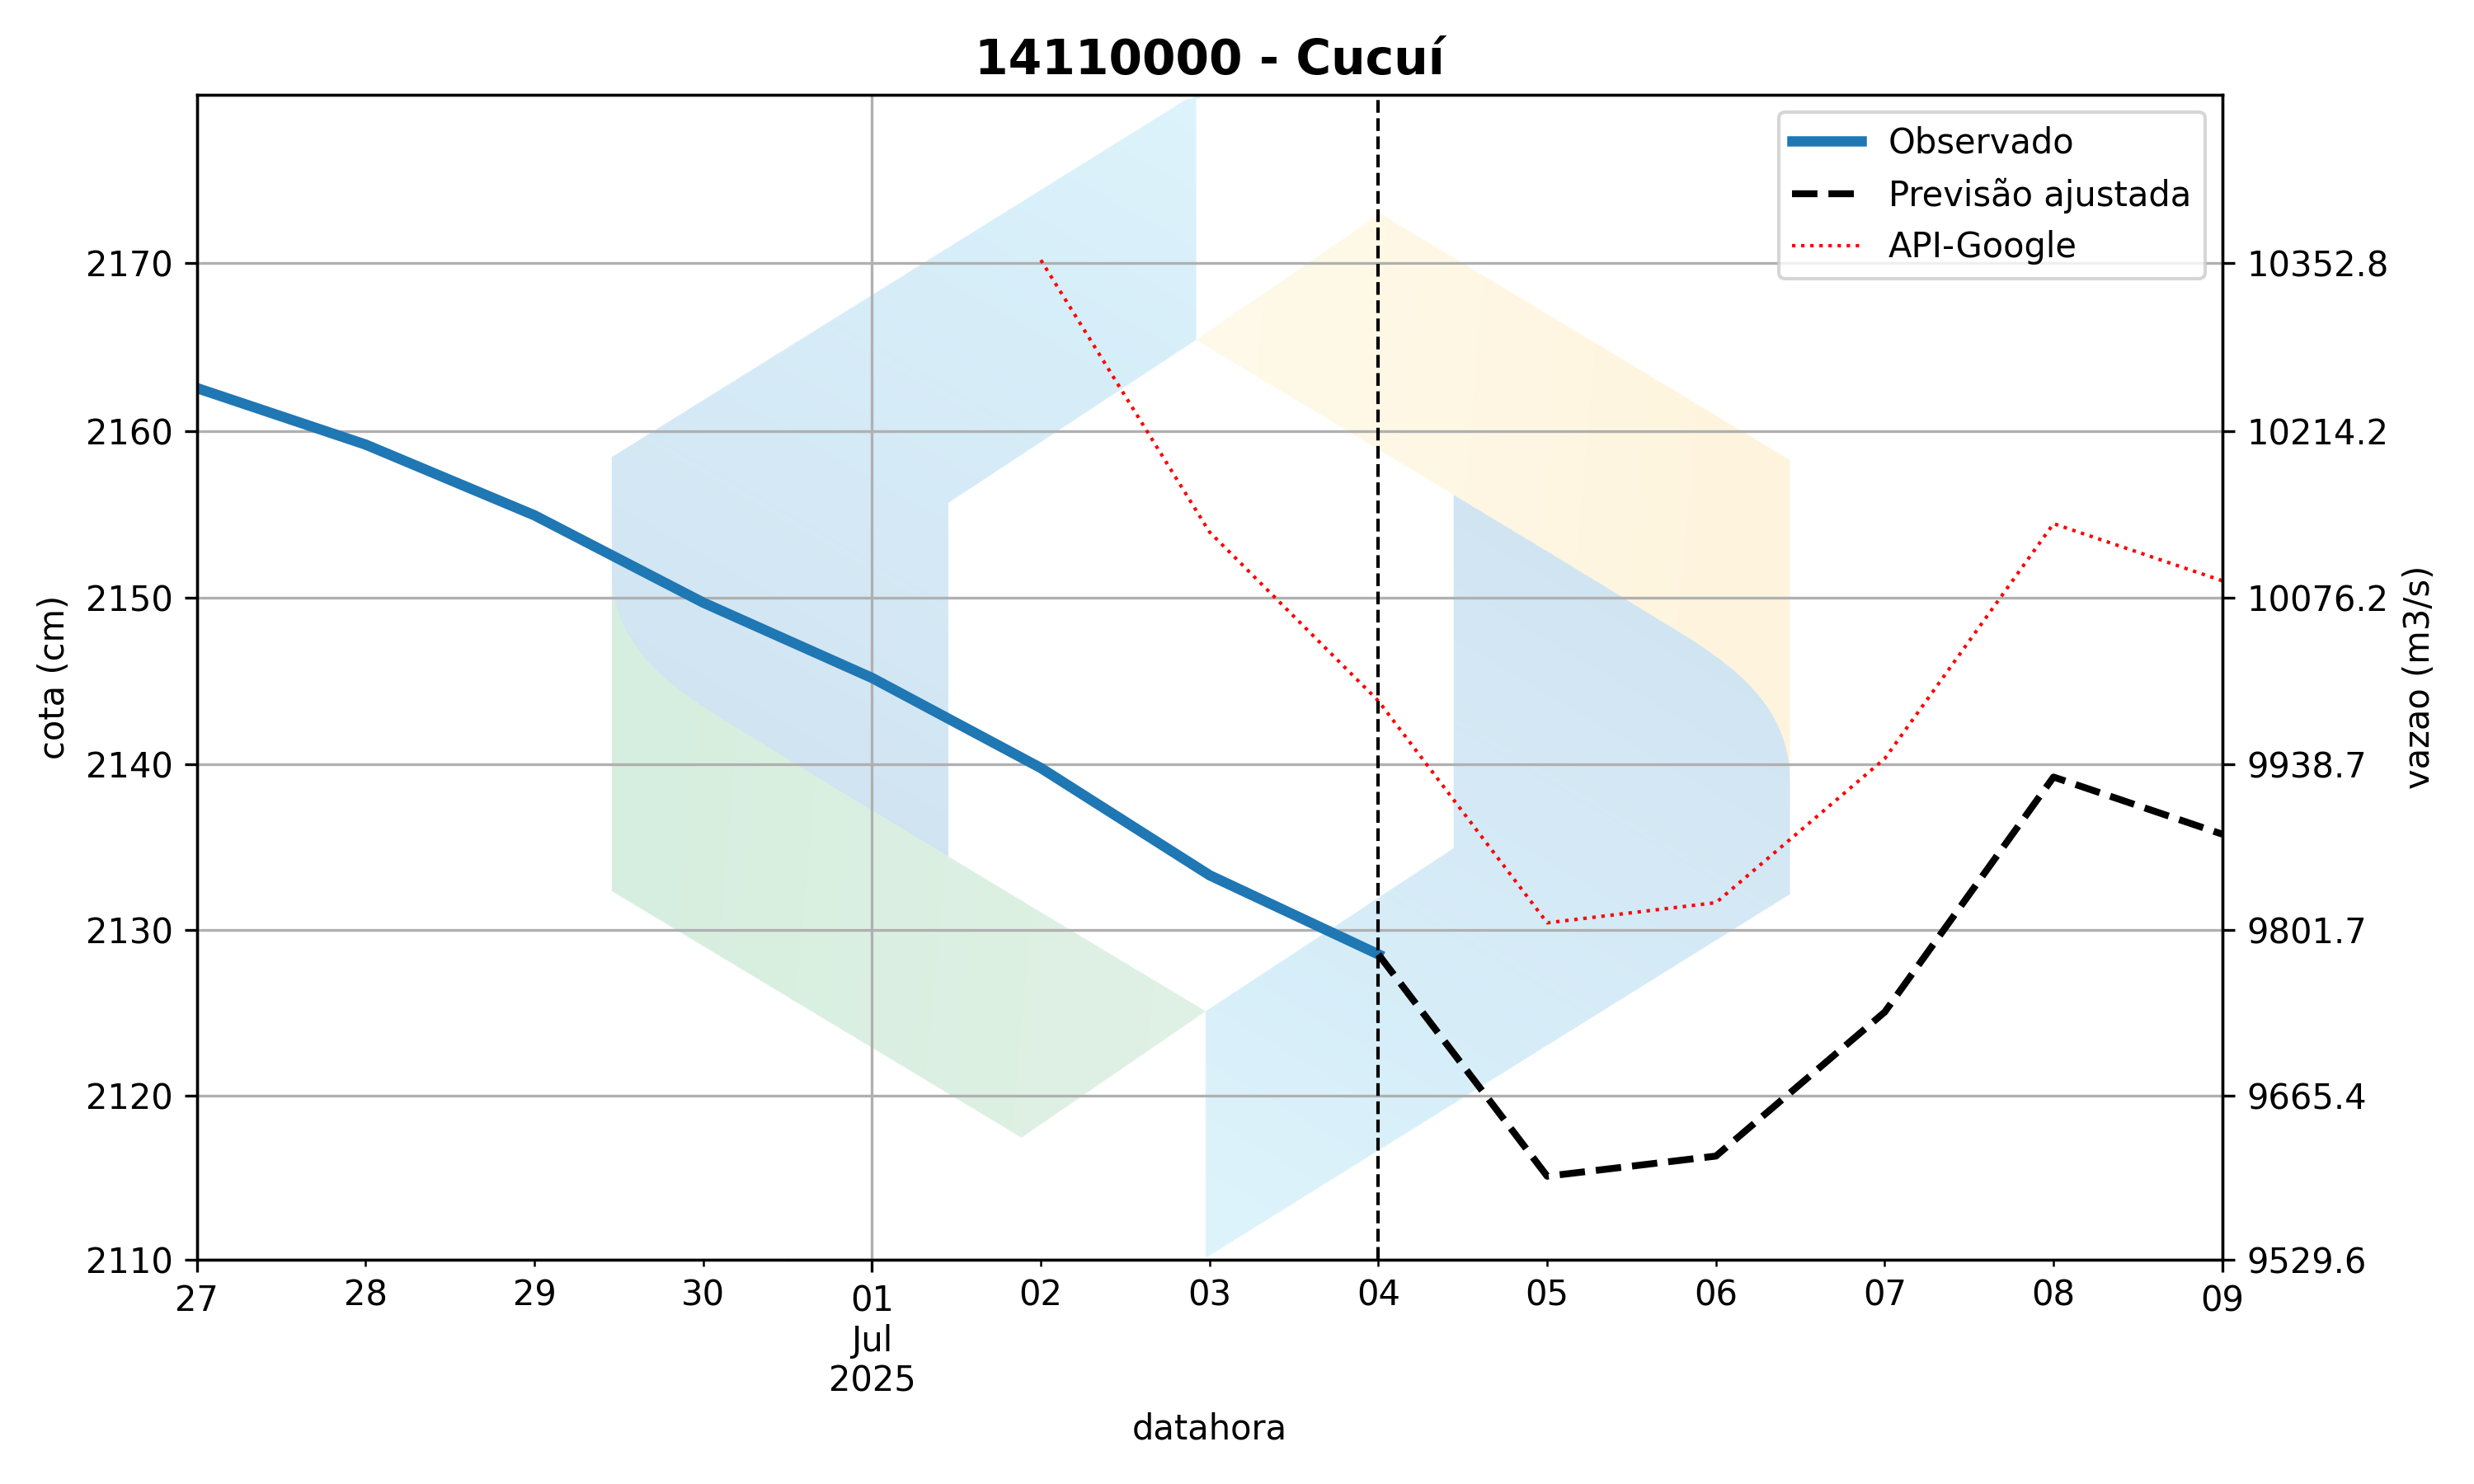 14110000 - Cucuí
Observado
Previsão ajustada
API-Google
2170
2160
2150
2140
2130
2120
2110
cota (cm)
10352.8
10214.2
10076.2
9938.7
9801.7
9665.4
9529.6
vazao (m3/s)
27 28 29 30 01 02 03 04 05 06 07 08 09
Jul
2025
datahora